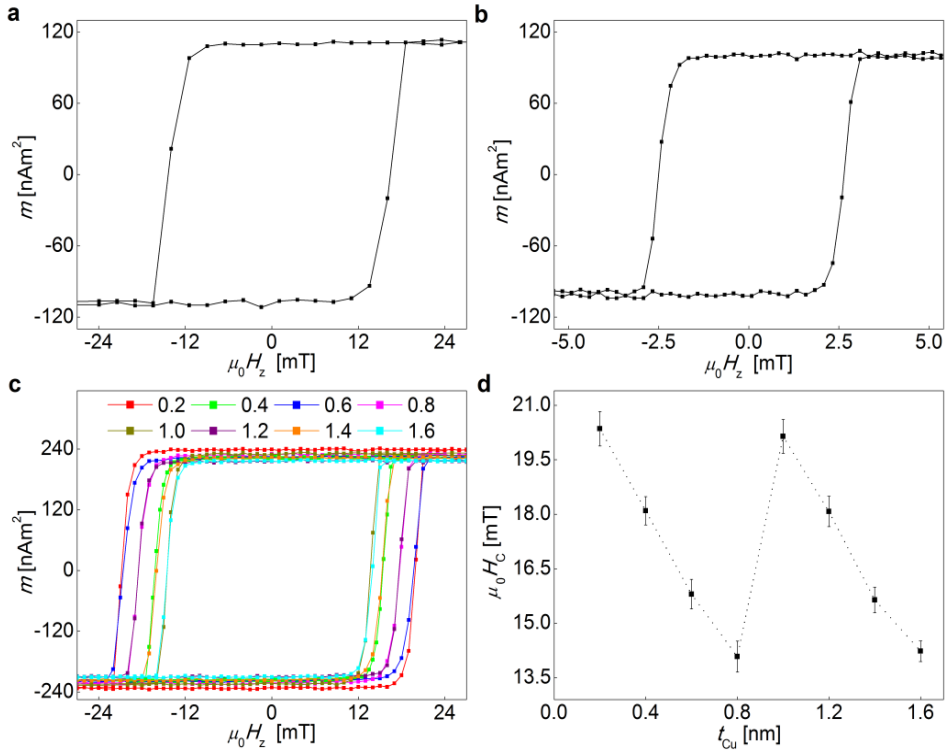 a
120
60
0
-60
-120
m [nAm²]
-24 -12 0 12 24
μ₀Hz [mT]
b
120
60
0
-60
-120
m [nAm²]
-5.0 -2.5 0.0 2.5 5.0
μ₀Hz [mT]
c
0.2 0.4 0.6 0.8
1.0 1.2 1.4 1.6
240
120
0
-120
-240
m [nAm²]
-24 -12 0 12 24
μ₀Hz [mT]
d
21.0
19.5
18.0
16.5
15.0
13.5
μ₀HC [mT]
0.0 0.4 0.8 1.2 1.6
tCu [nm]